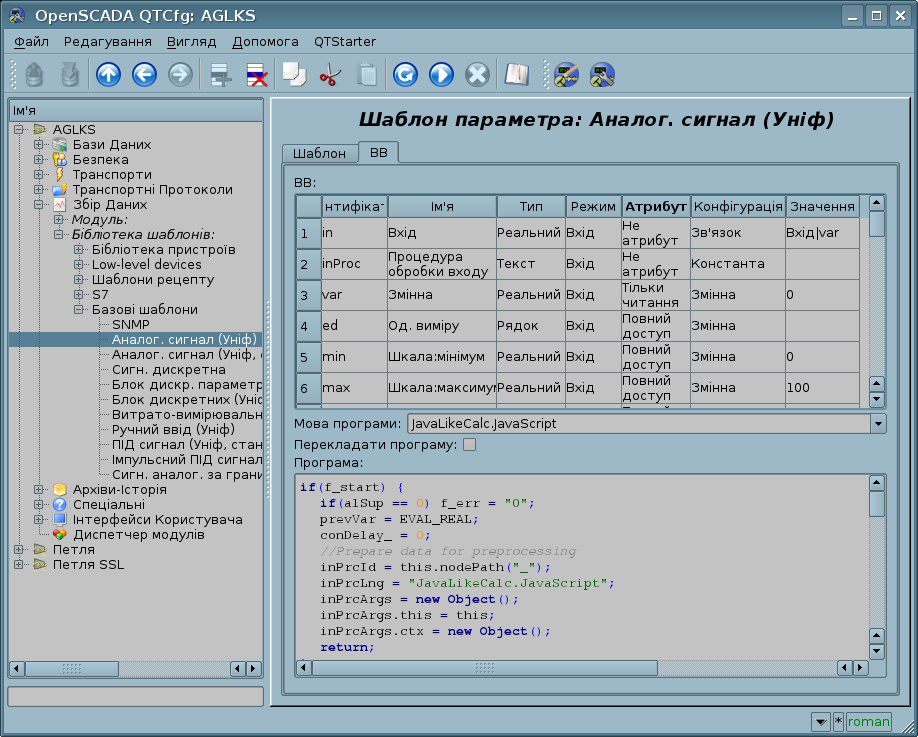 OpenSCADA QTCfg: AGLKS
Файл Редагування Вигляд Допомога QTStarter
Ім'я
AGLKS
Бази Даних
Безпека
Транспорти
Транспортні Протоколи
Збір Даних
Модуль:
Бібліотека шаблонів:
Бібліотека пристроїв
Low-level devices
Шаблони рецепту
S7
Базові шаблони
SNMP
Аналог. сигнал (Уніф)
Аналог. сигнал (Уніф, 
Сигн. дискретна
Блок дискр. параметр
Блок дискретних (Уніс
Витрато-вимірювальн
Ручний ввід (Уніф)
ПІД сигнал (Уніф, стан
Імпульсний ПІД сигнал
Сигн. аналог. за грани
Архіви-Історія
Спеціальні
Інтерфейси Користувача
Диспетчер модулів
Петля
Петля SSL
Шаблон параметра: Аналог. сигнал (Уніф)
Шаблон ВВ
ВВ:
нтифікат Ім'я Тип Режим Атрибут Конфігурація Значення
1 in Вхід Реальний Вхід Не атрибут Зв'язок Вхід|var
2 inProc Процедура обробки входу Текст Вхід Не атрибут Константа
3 var Змінна Реальний Вхід Тільки читання Змінна 0
4 ed Од. виміру Рядок Вхід Повний доступ Змінна
5 min Шкала:мінімум Реальний Вхід Повний доступ Змінна 0
6 max Шкала:максимум Реальний Вхід Повний доступ Змінна 100
Мова програми: JavaLikeCalc.JavaScript
Перекладати програму:
Програма:
if(f_start) {
if(alSup == 0) f_err = "0";
prevVar = EVAL_REAL;
conDelay_ = 0;
//Prepare data for preprocessing
inPrcId = this.nodePath("_");
inPrcLng = "JavaLikeCalc.JavaScript";
inPrcArgs = new Object();
inPrcArgs.this = this;
inPrcArgs.ctx = new Object();
return;
* roman